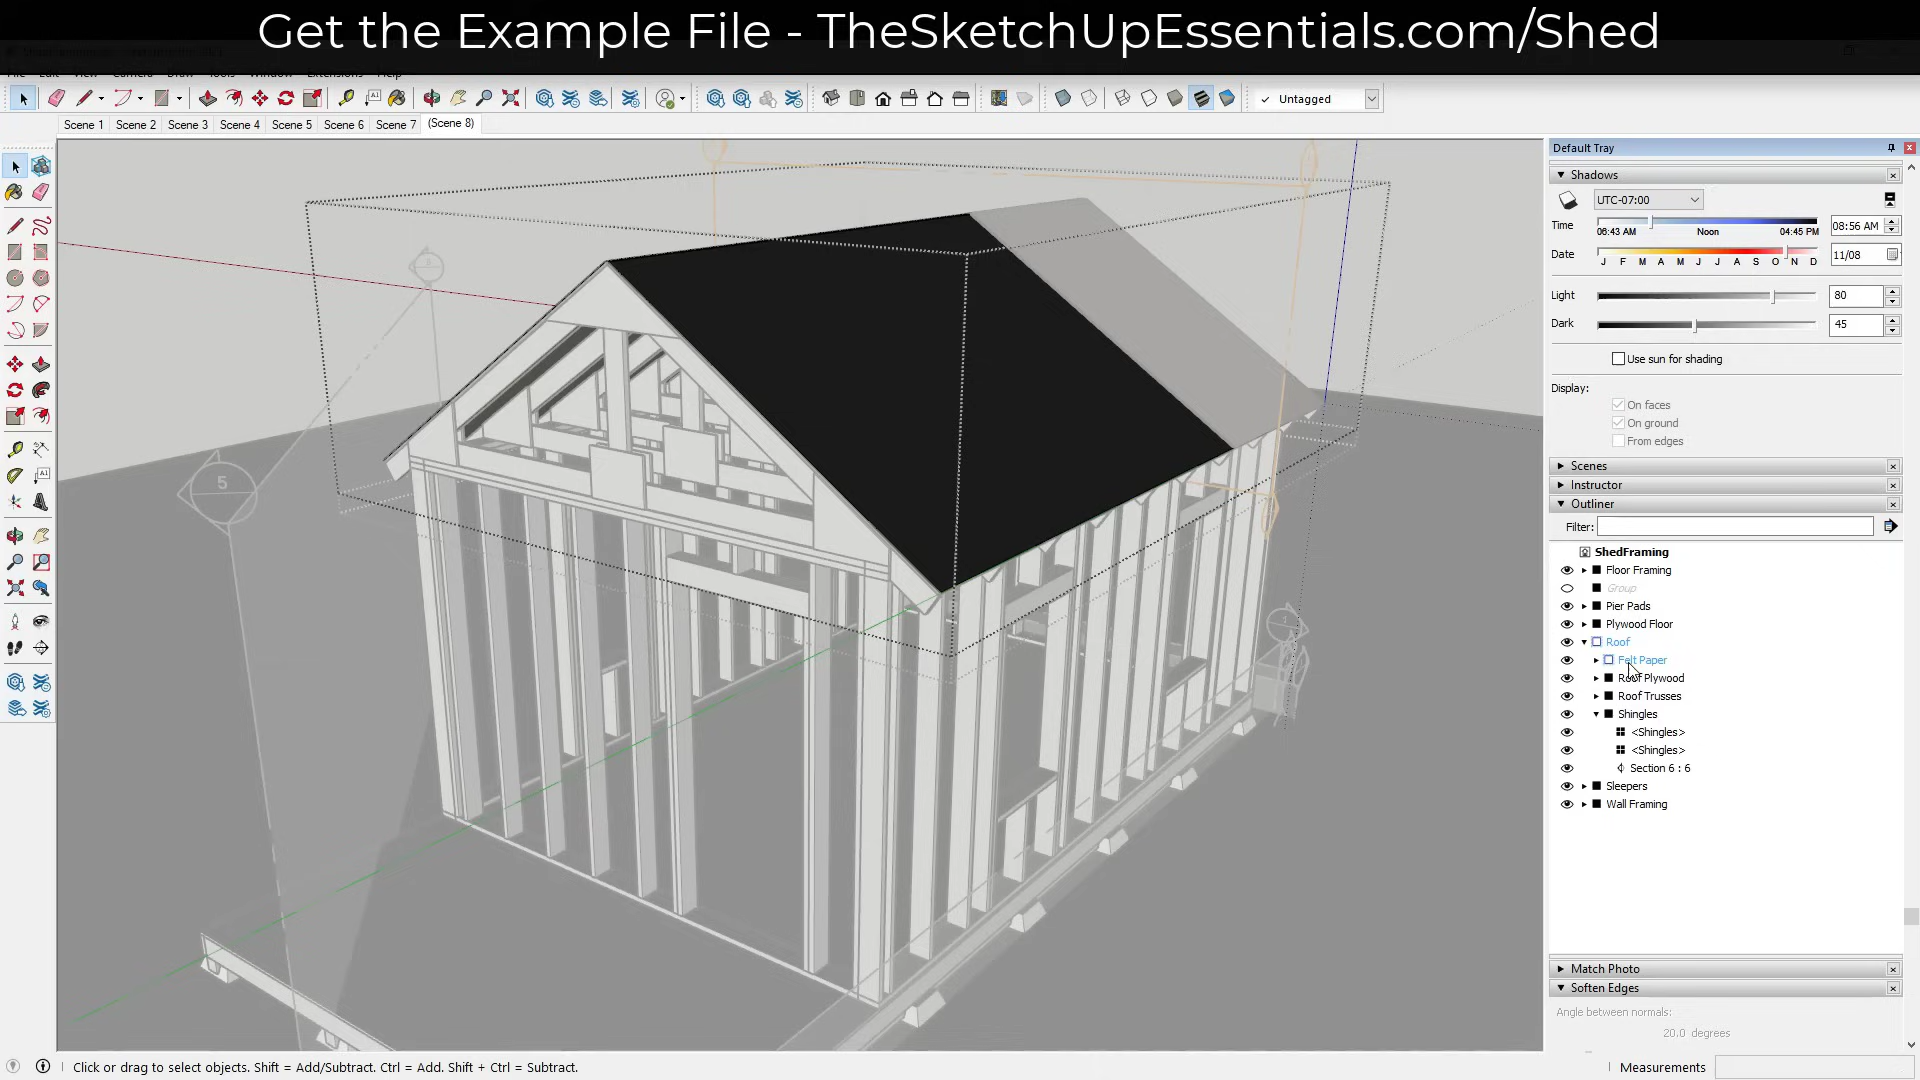 Get the Example File - TheSketchUpEssentials.com/Shed
Untagged
Scene 1 Scene 2 Scene 3 Scene 4 Scene 5 Scene 6 Scene 7 (Scene 8)
Default Tray
Shadows
UTC-07:00
Time
08:56 AM
06:43 AM Noon 04:45 PM
Date
11/08
J F M A M J J A S O N D
Light 80
Dark 45
Use sun for shading
Display:
On faces
On ground
From edges
Scenes
Instructor
Outliner
Filter:
ShedFraming
Floor Framing
Group
Pier Pads
Plywood Floor
Roof
Felt Paper
Roof Plywood
Roof Trusses
Shingles
<Shingles>
<Shingles>
Section 6 : 6
Sleepers
Wall Framing
Match Photo
Soften Edges
Angle between normals:
20.0 degrees
5
Click or drag to select objects. Shift = Add/Subtract. Ctrl = Add. Shift + Ctrl = Subtract.
Measurements